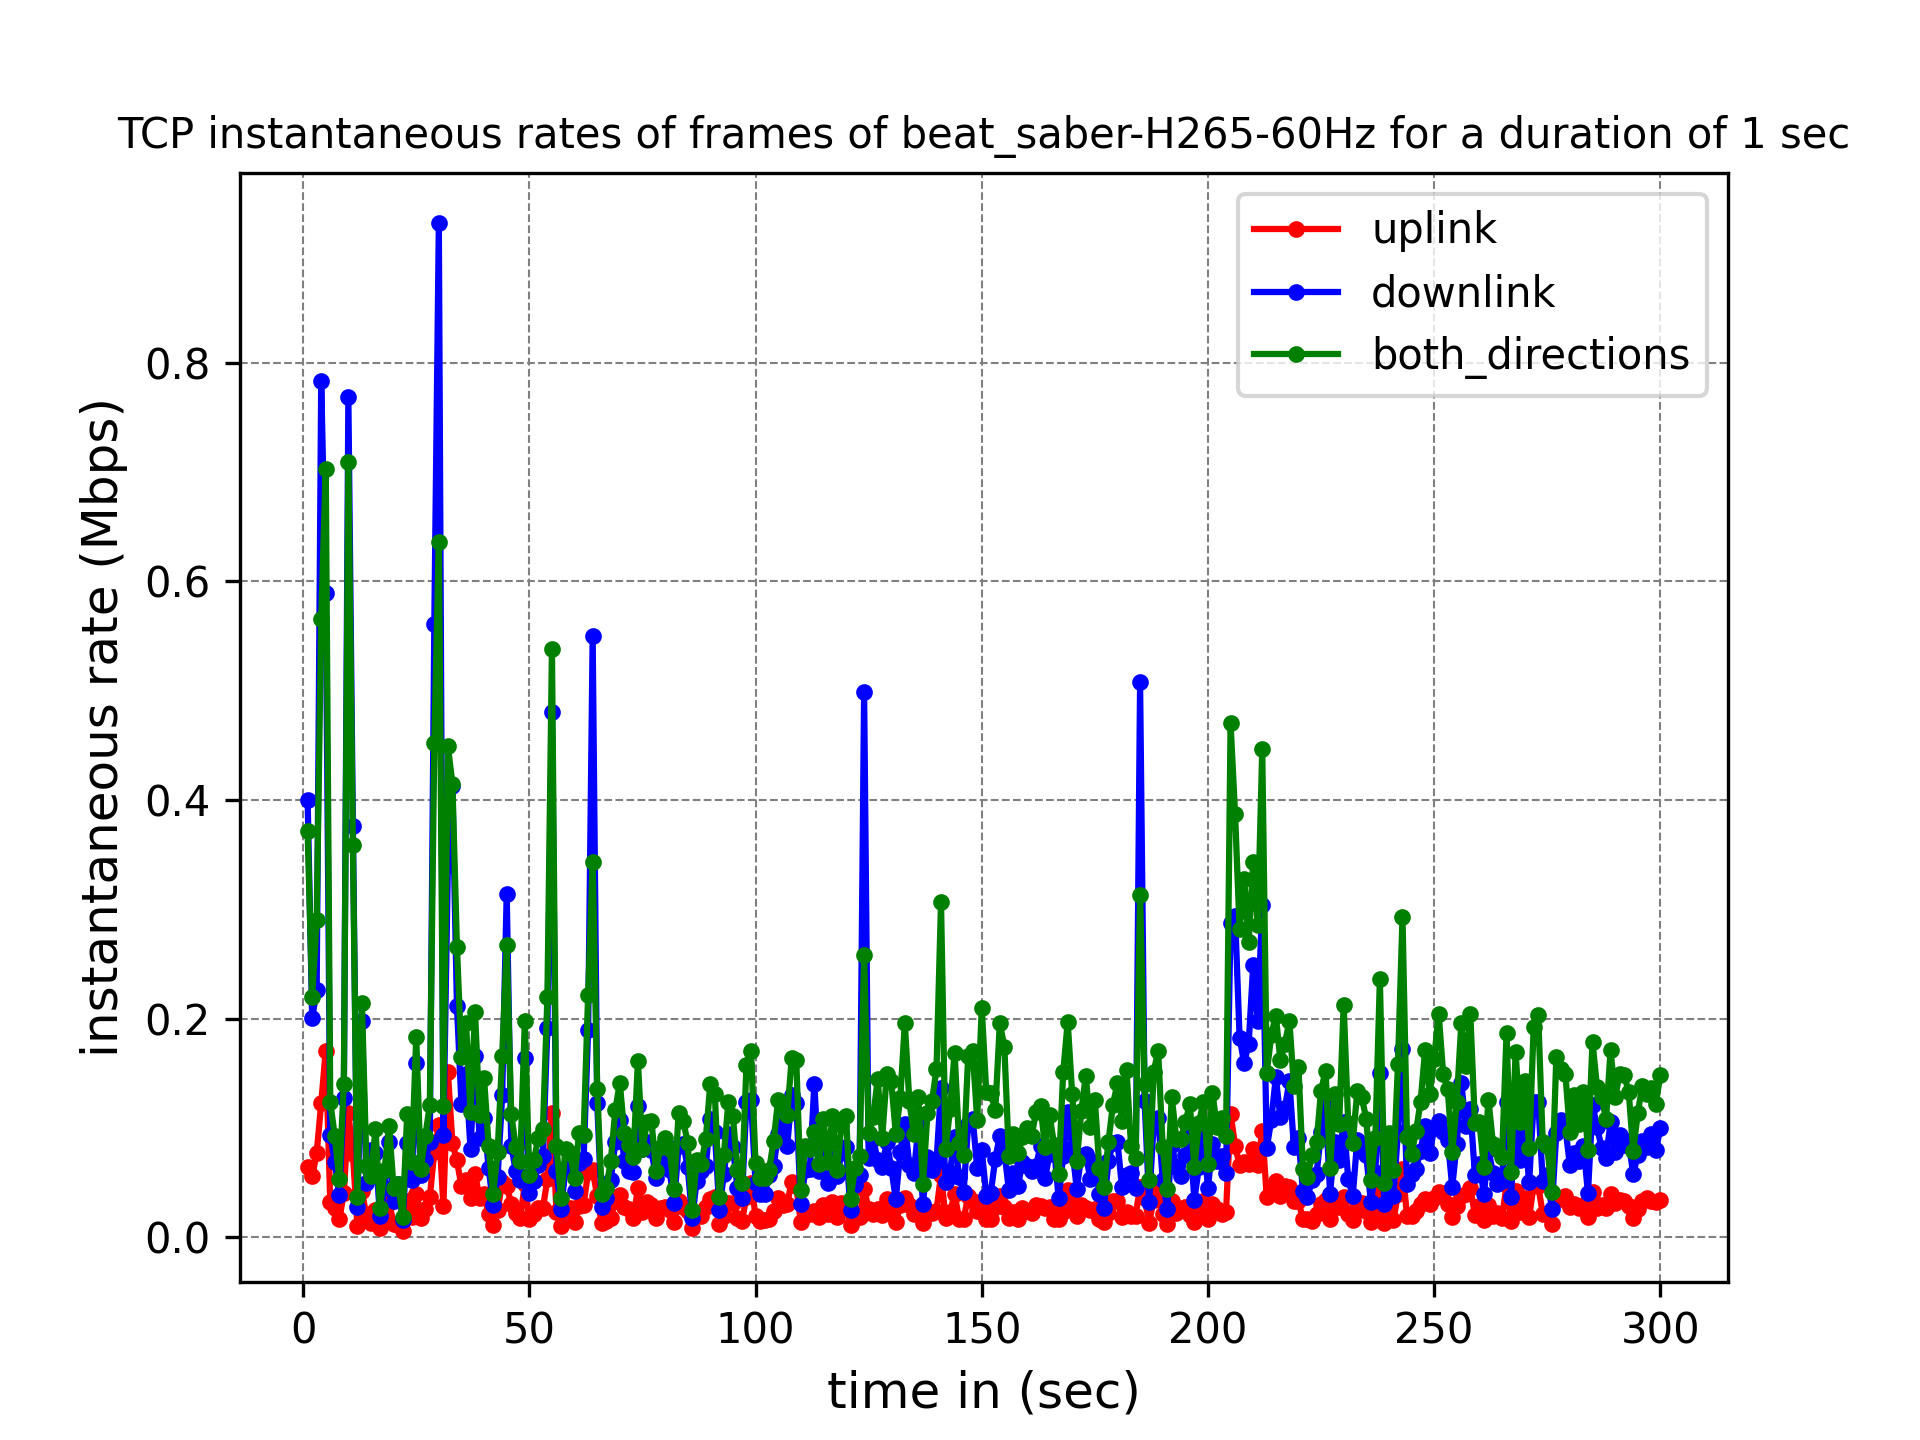 TCP instantaneous rates of frames of beat_saber-H265-60Hz for a duration of 1 sec
uplink
downlink
both_directions
instantaneous rate (Mbps)
0.8
0.6
0.4
0.2
0.0
0 50 100 150 200 250 300
time in (sec)